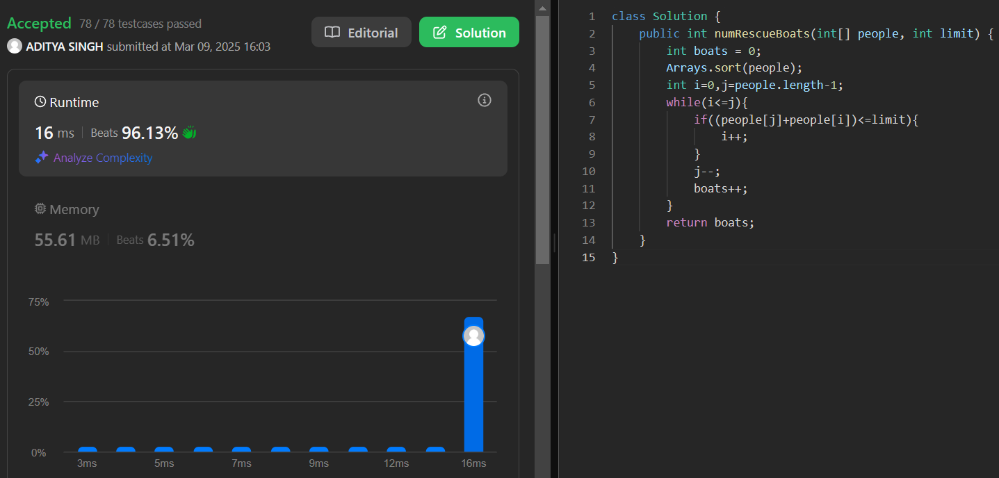 Accepted 78 / 78 testcases passed
Editorial
Solution
ADITYA SINGH submitted at Mar 09, 2025 16:03
Runtime
16 ms | Beats 96.13%
Analyze Complexity
Memory
55.61 MB | Beats 6.51%
75%
50%
25%
0%
3ms 5ms 7ms 9ms 12ms 16ms
1 class Solution {
2 public int numRescueBoats(int[] people, int limit) {
3 int boats = 0;
4 Arrays.sort(people);
5 int i=0,j=people.length-1;
6 while(i<=j){
7 if((people[j]+people[i])<=limit){
8 i++;
9 }
10 j--;
11 boats++;
12 }
13 return boats;
14 }
15 }